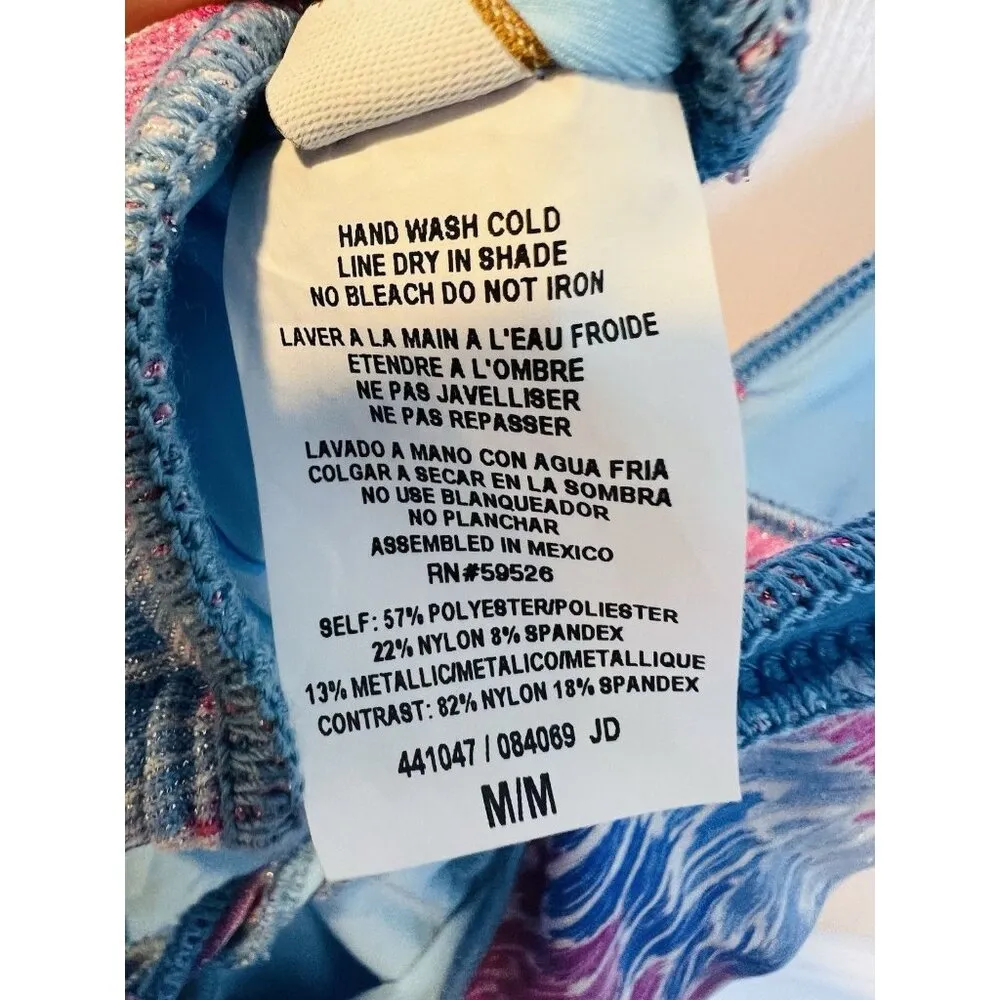 HAND WASH COLD
LINE DRY IN SHADE
NO BLEACH DO NOT IRON
LAVER A LA MAIN A L'EAU FROIDE
ETENDRE A L'OMBRE
NE PAS JAVELLISER
NE PAS REPASSER
LAVADO A MANO CON AGUA FRIA
COLGAR A SECAR EN LA SOMBRA
NO USE BLANQUEADOR
NO PLANCHAR
ASSEMBLED IN MEXICO
RN#59526
SELF: 57% POLYESTER/POLIESTER
22% NYLON 8% SPANDEX
13% METALLIC/METALICO/METALLIQUE
CONTRAST: 82% NYLON 18% SPANDEX
441047 / 084069 JD
M/M